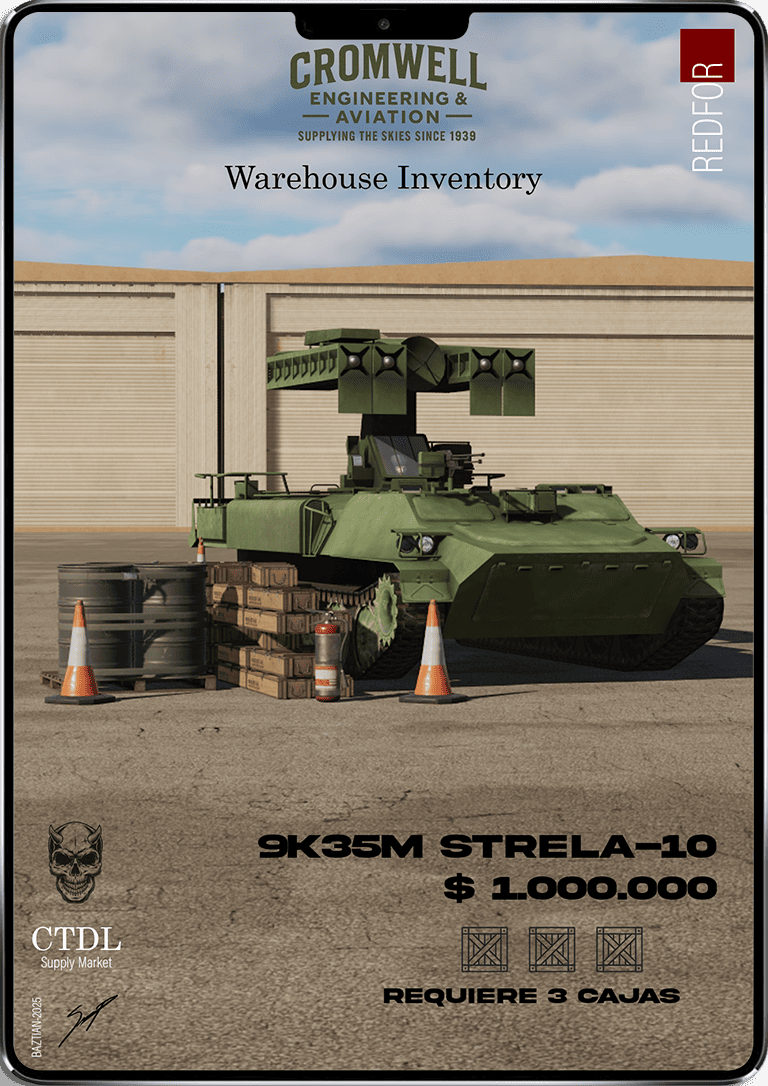 CROMWELL
ENGINEERING &
AVIATION
SUPPLYING THE SKIES SINCE 1939
REDFOR
Warehouse Inventory
9K35M STRELA-10
$ 1.000.000
REQUIERE 3 CAJAS
CTDL
Supply Market
BAZTIAN-2025